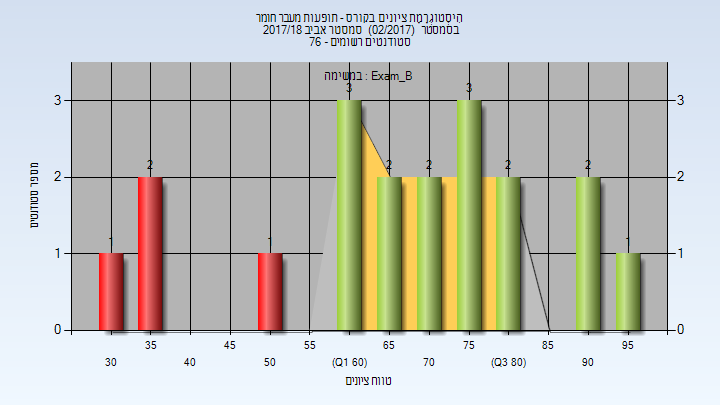 היסטוגרמת ציונים בקורס - תופעות מעבר חומר
בסמסטר (02/2017) סמסטר אביב 2017/18
סטודנטים רשומים - 76
במשימה : Exam_B
מספר סטודנטים
3 3 3 3
2 2 2 2 2 2 2
1 1 1 1 1
0 0
35 45 55 65 75 85 95
30 40 50 (Q1 60) 70 (Q3 80) 90
טווח ציונים